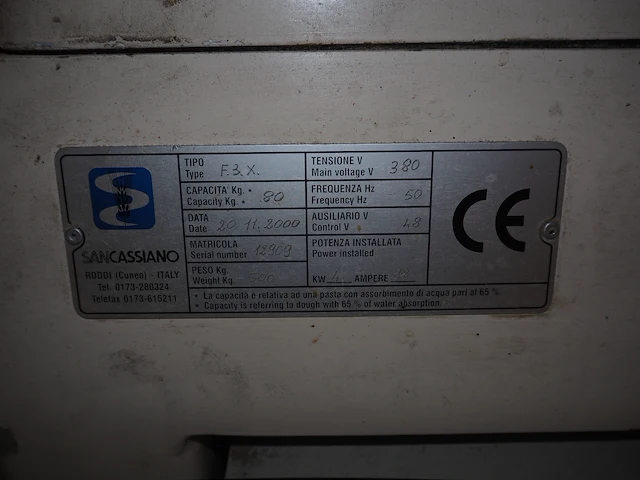 SANCASSIANO
RODDI (Cuneo) - ITALY
Tel. 0173-280324
Telefax 0173-615211
TIPO
Type F.3.X.
CAPACITA Kg. *
Capacity Kg. * 80
DATA
Date 20.11.2000
MATRICOLA
Serial number 12909
PESO Kg.
Weight Kg.
TENSIONE V
Main voltage V 380
FREQUENZA Hz
Frequency Hz 50
AUSILIARIO V
Control V 48
POTENZA INSTALLATA
Power installed
KW 4 AMPERE
CE
* La capacità è relativa ad una pasta con assorbimento di acqua pari al 65 %.
* Capacity is referring to dough with 65 % of water absorption.